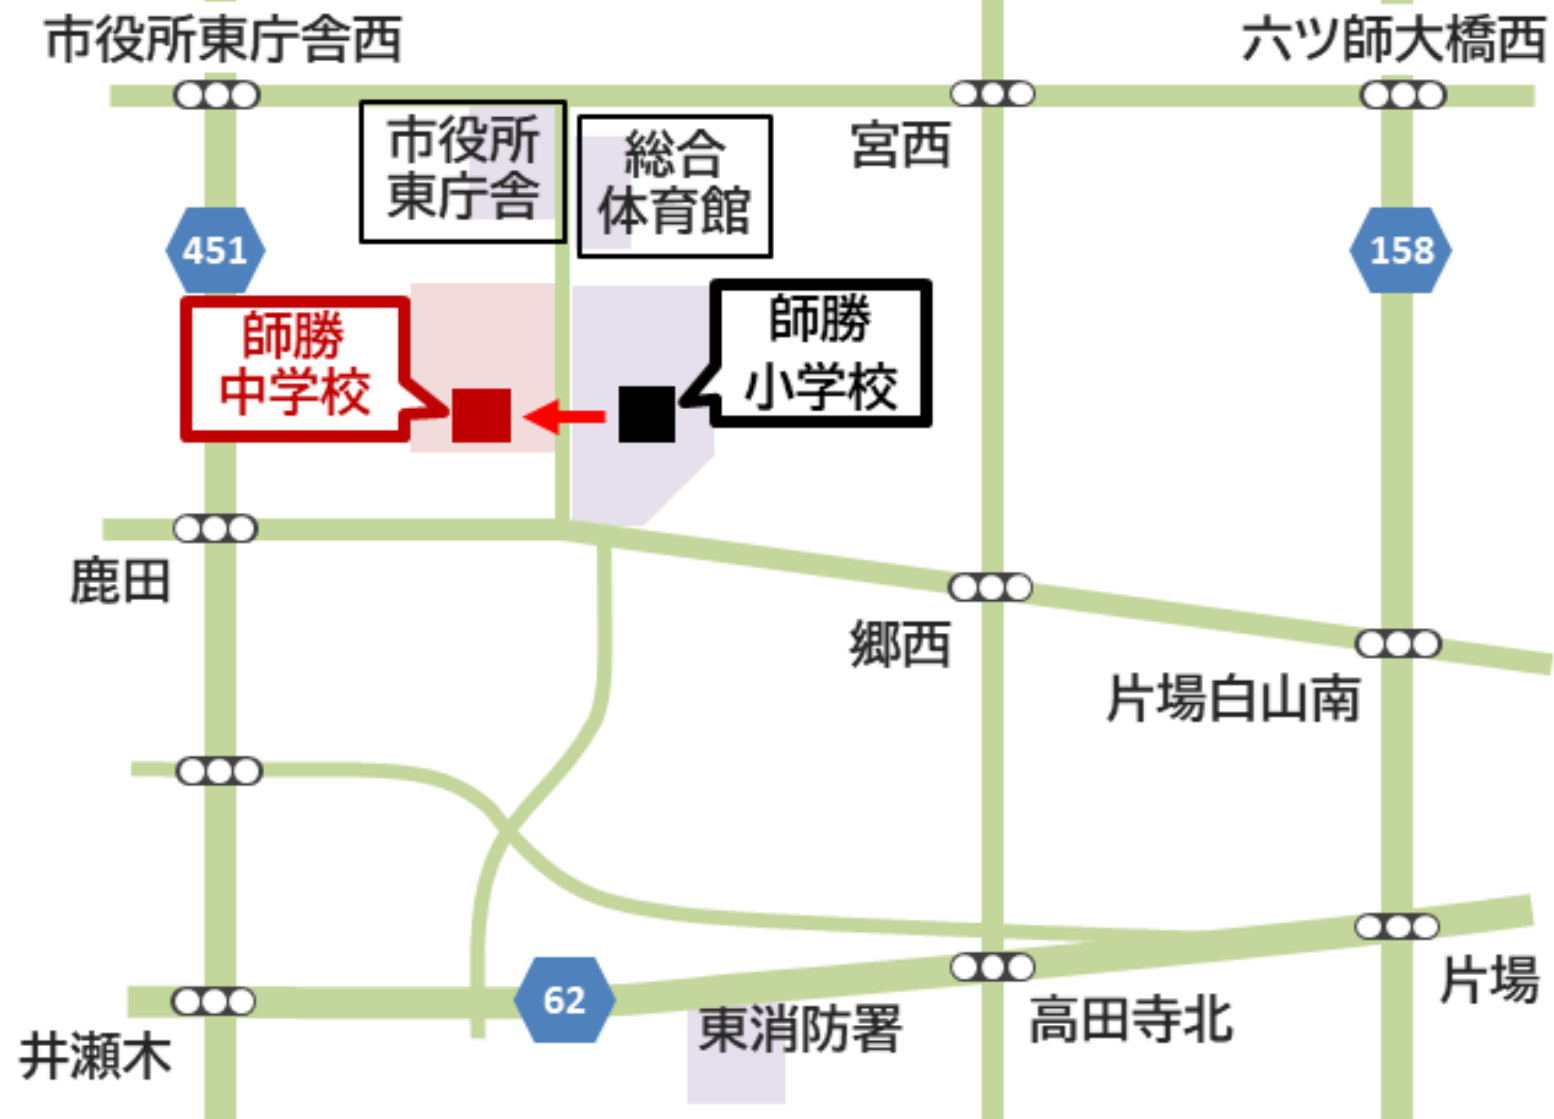 市役所東庁舎西
六ツ師大橋西
市役所
東庁舎
総合
体育館
宮西
451
158
師勝
中学校
師勝
小学校
鹿田
郷西
片場白山南
62
東消防署
高田寺北
片場
井瀬木